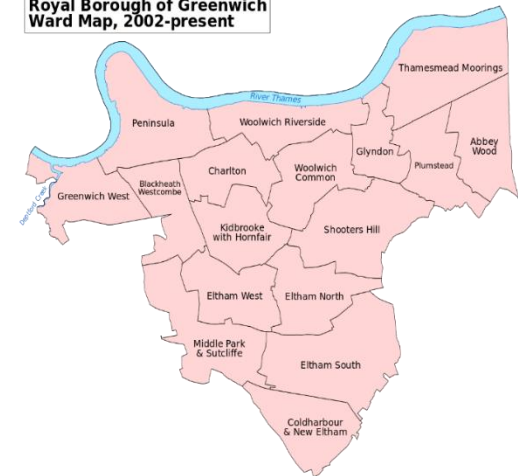 Royal Borough of Greenwich
Ward Map, 2002-present
Thamesmead Moorings
River Thames
Peninsula
Woolwich Riverside
Abbey
Wood
Glyndon
Plumstead
Charlton
Woolwich
Common
Blackheath
Westcombe
Greenwich West
Deptford Creek
Kidbrooke
with Hornfair
Shooters Hill
Eltham West
Eltham North
Middle Park
& Sutcliffe
Eltham South
Coldharbour
& New Eltham